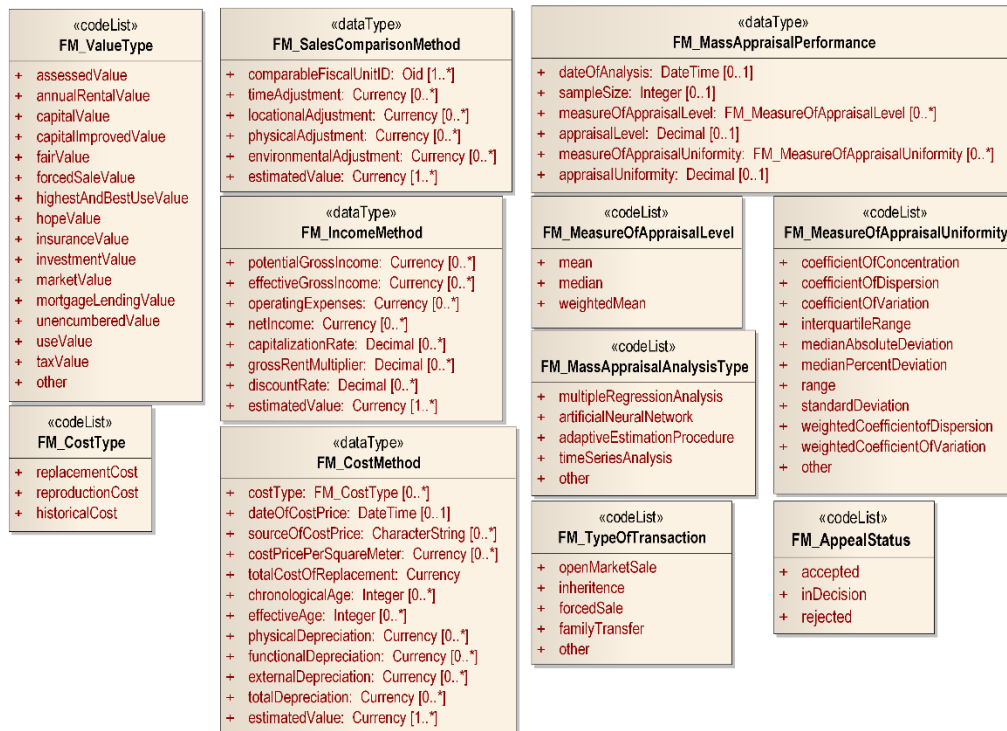 «codeList»
FM_ValueType
+ assessedValue
+ annualRentalValue
+ capitalValue
+ capitalImprovedValue
+ fairValue
+ forcedSaleValue
+ highestAndBestUseValue
+ hopeValue
+ insuranceValue
+ investmentValue
+ marketValue
+ mortgageLendingValue
+ unencumberedValue
+ useValue
+ taxValue
+ other
«codeList»
FM_CostType
+ replacementCost
+ reproductionCost
+ historicalCost
«dataType»
FM_SalesComparisonMethod
+ comparableFiscalUnitID: Oid [1..*]
+ timeAdjustment: Currency [0..*]
+ locationalAdjustment: Currency [0..*]
+ physicalAdjustment: Currency [0..*]
+ environmentalAdjustment: Currency [0..*]
+ estimatedValue: Currency [1..*]
«dataType»
FM_IncomeMethod
+ potentialGrossIncome: Currency [0..*]
+ effectiveGrossIncome: Currency [0..*]
+ operatingExpenses: Currency [0..*]
+ netIncome: Currency [0..*]
+ capitalizationRate: Decimal [0..*]
+ grossRentMultiplier: Decimal [0..*]
+ discountRate: Decimal [0..*]
+ estimatedValue: Currency [1..*]
«dataType»
FM_CostMethod
+ costType: FM_CostType [0..*]
+ dateOfCostPrice: DateTime [0..1]
+ sourceOfCostPrice: CharacterString [0..*]
+ costPricePerSquareMeter: Currency [0..*]
+ totalCostOfReplacement: Currency
+ chronologicalAge: Integer [0..*]
+ effectiveAge: Integer [0..*]
+ physicalDepreciation: Currency [0..*]
+ functionalDepreciation: Currency [0..*]
+ externalDepreciation: Currency [0..*]
+ totalDepreciation: Currency [0..*]
+ estimatedValue: Currency [1..*]
«dataType»
FM_MassAppraisalPerformance
+ dateOfAnalysis: DateTime [0..1]
+ sampleSize: Integer [0..1]
+ measureOfAppraisalLevel: FM_MeasureOfAppraisalLevel [0..*]
+ appraisalLevel: Decimal [0..1]
+ measureOfAppraisalUniformity: FM_MeasureOfAppraisalUniformity [0..*]
+ appraisalUniformity: Decimal [0..1]
«codeList»
FM_MeasureOfAppraisalLevel
+ mean
+ median
+ weightedMean
«codeList»
FM_MassAppraisalAnalysisType
+ multipleRegressionAnalysis
+ artificialNeuralNetwork
+ adaptiveEstimationProcedure
+ timeSeriesAnalysis
+ other
«codeList»
FM_TypeOfTransaction
+ openMarketSale
+ inheritence
+ forcedSale
+ familyTransfer
+ other
«codeList»
FM_MeasureOfAppraisalUniformity
+ coefficientOfConcentration
+ coefficientOfDispersion
+ coefficientOfVariation
+ interquartileRange
+ medianAbsoluteDeviation
+ medianPercentDeviation
+ range
+ standardDeviation
+ weightedCoefficientofDispersion
+ weightedCoefficientOfVariation
+ other
«codeList»
FM_AppealStatus
+ accepted
+ inDecision
+ rejected